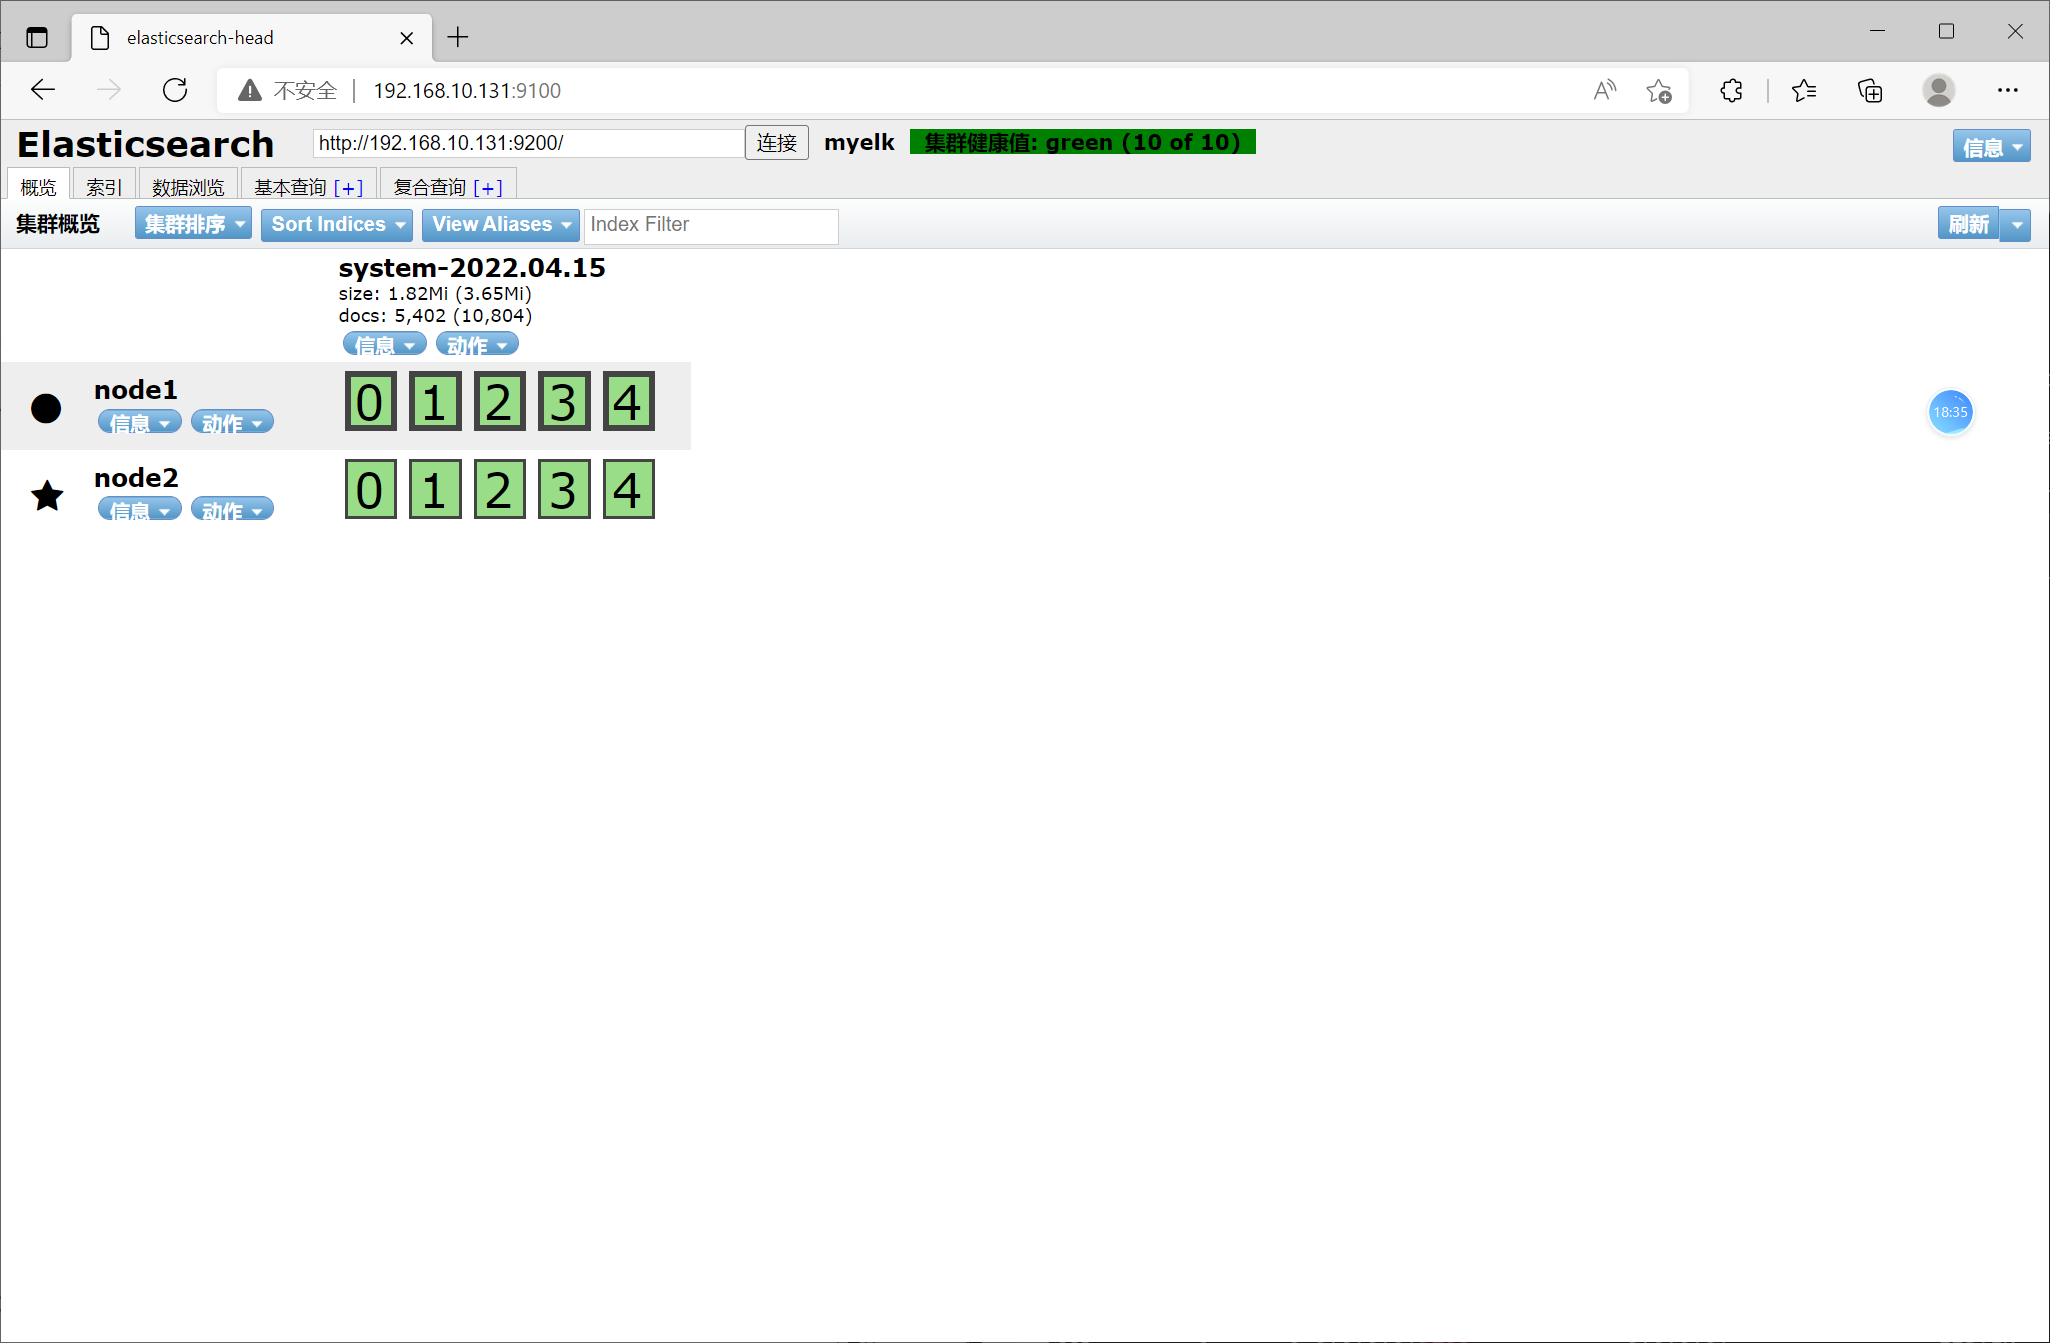 elasticsearch-head
不安全 192.168.10.131:9100
Elasticsearch http://192.168.10.131:9200/ 连接 myelk 集群健康值: green (10 of 10) 信息
概览 索引 数据浏览 基本查询 [+] 复合查询 [+]
集群概览 集群排序 Sort Indices View Aliases Index Filter 刷新
system-2022.04.15
size: 1.82Mi (3.65Mi)
docs: 5,402 (10,804)
信息 动作
node1 0 1 2 3 4
信息 动作
18:35
node2 0 1 2 3 4
信息 动作